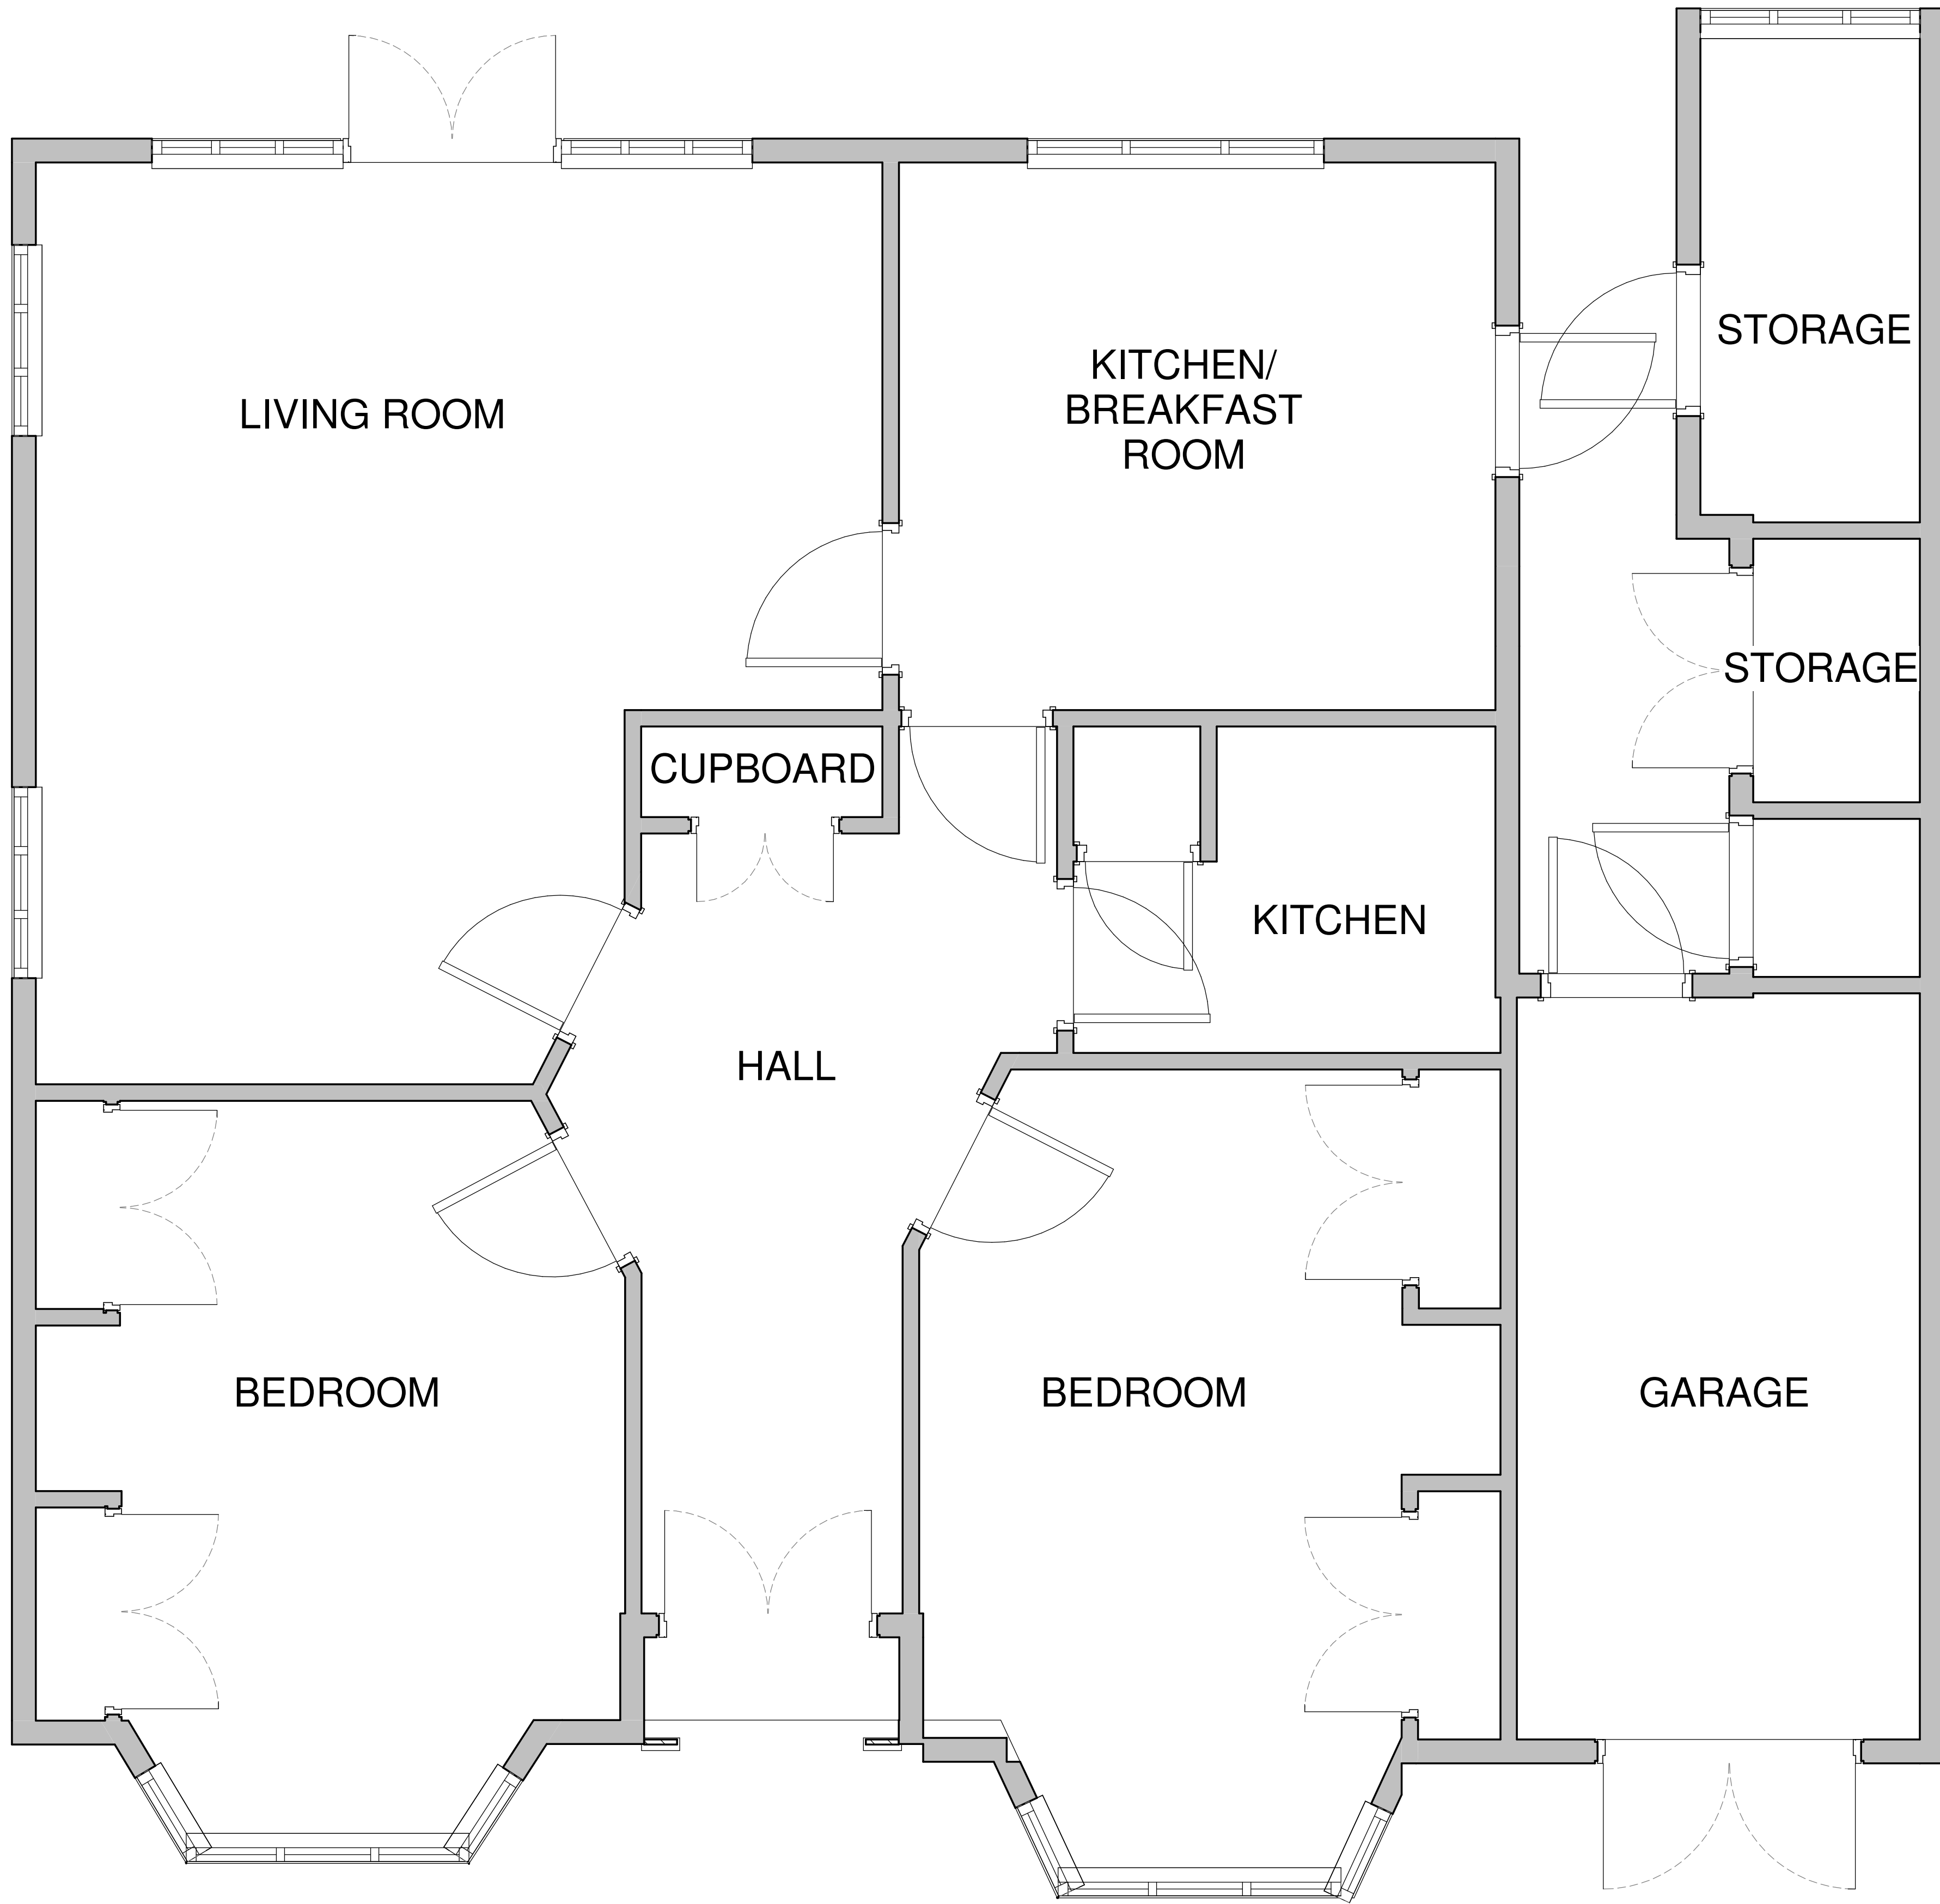 STORAGE
KITCHEN/
BREAKFAST
ROOM
LIVING ROOM
STORAGE
CUPBOARD
KITCHEN
HALL
BEDROOM
BEDROOM
GARAGE